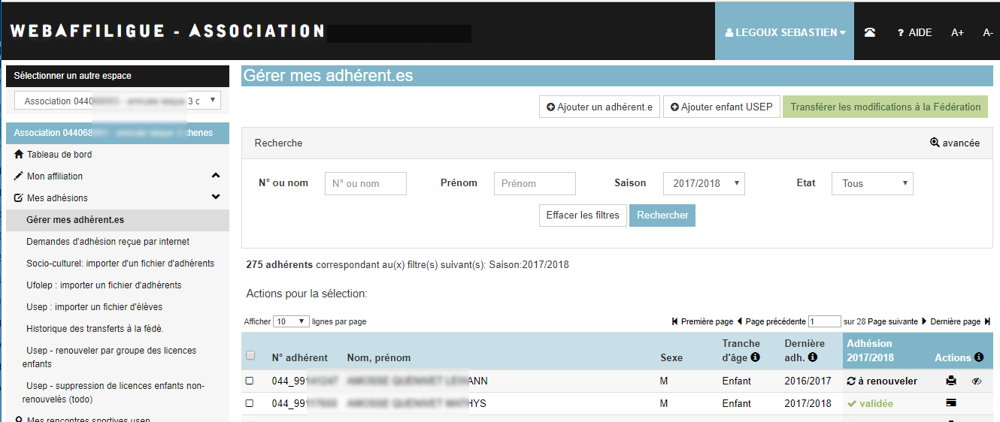 WEBAFFILIGUE - ASSOCIATION
LEGOUX SEBASTIEN
? AIDE
A+
A-
Sélectionner un autre espace
Association 0440 3 c
Association 04406 chenes
Tableau de bord
Mon affiliation
Mes adhésions
Gérer mes adhérent.es
Demandes d'adhésion reçue par internet
Socio-culturel: importer d'un fichier d'adhérents
Ufolep : importer un fichier d'adhérents
Usep : importer un fichier d'élèves
Historique des transferts à la fédé.
Usep - renouveler par groupe des licences
enfants
Usep - suppression de licences enfants non-
renouvelés (todo)
Mes rencontres sportives usep
Gérer mes adhérent.es
Ajouter un adhérent.e
Ajouter enfant USEP
Transférer les modifications à la Fédération
Recherche
avancée
N° ou nom N° ou nom Prénom Prénom Saison 2017/2018 Etat Tous
Effacer les filtres Rechercher
275 adhérents correspondant au(x) filtre(s) suivant(s): Saison:2017/2018
Actions pour la sélection:
Afficher 10 lignes par page
Première page Page précédente 1 sur 28 Page suivante Dernière page
N° adhérent Nom, prénom Sexe Tranche d'âge Dernière adh. Adhésion 2017/2018 Actions
044_99 ANN M Enfant 2016/2017 à renouveler
044_99 HYS M Enfant 2017/2018 validée